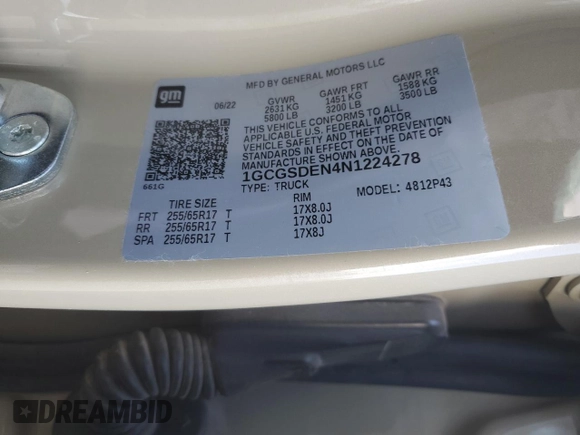 MFD BY GENERAL MOTORS LLC
gm
06/22
GVWR GAWR FRT GAWR RR
2631 KG 1451 KG 1588 KG
5800 LB 3200 LB 3500 LB
THIS VEHICLE CONFORMS TO ALL
APPLICABLE U.S. FEDERAL MOTOR
VEHICLE SAFETY AND THEFT PREVENTION
STANDARDS IN EFFECT ON THE DATE OF
MANUFACTURE SHOWN ABOVE.
1GCGSDEN4N1224278
TYPE: TRUCK MODEL: 4812P43
661G
TIRE SIZE RIM
FRT 255/65R17 T 17X8.0J
RR 255/65R17 T 17X8.0J
SPA 255/65R17 T 17X8J
DREAMBID